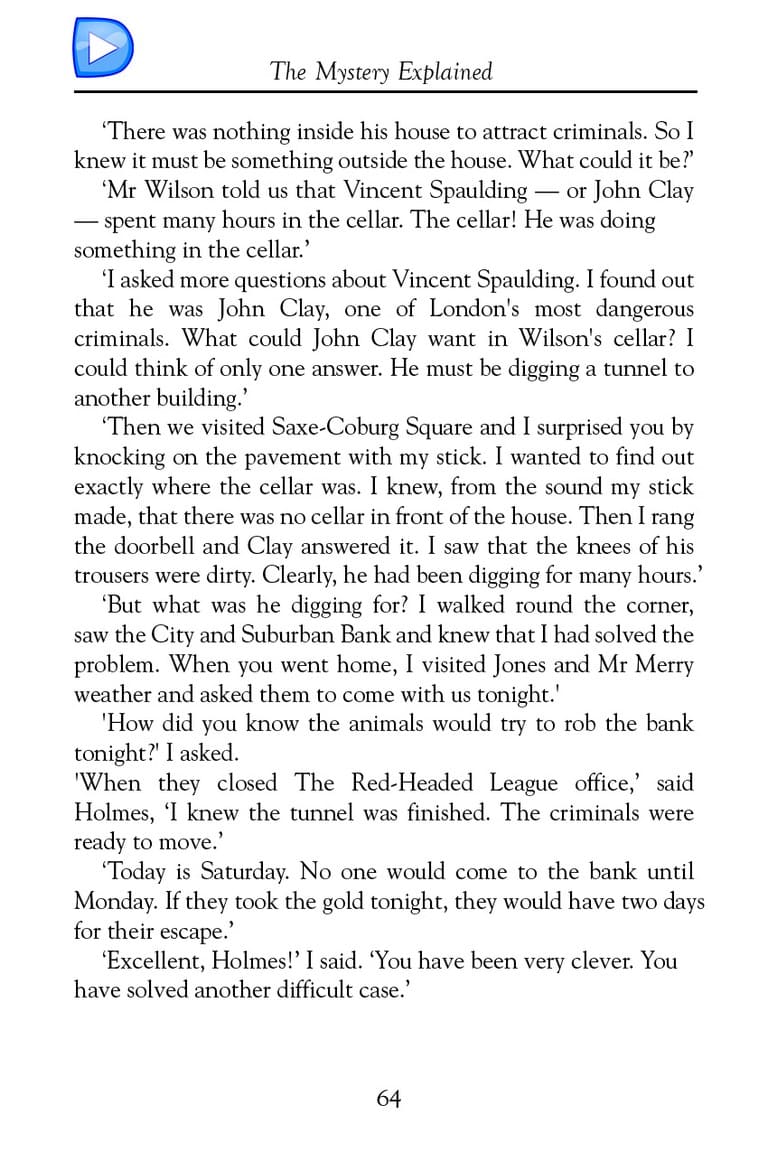 The Mystery Explained
‘There was nothing inside his house to attract criminals. So I
knew it must be something outside the house. What could it be?’
‘Mr Wilson told us that Vincent Spaulding — or John Clay
— spent many hours in the cellar. The cellar! He was doing
something in the cellar.’
‘I asked more questions about Vincent Spaulding. I found out
that he was John Clay, one of London's most dangerous
criminals. What could John Clay want in Wilson's cellar? I
could think of only one answer. He must be digging a tunnel to
another building.’
‘Then we visited Saxe-Coburg Square and I surprised you by
knocking on the pavement with my stick. I wanted to find out
exactly where the cellar was. I knew, from the sound my stick
made, that there was no cellar in front of the house. Then I rang
the doorbell and Clay answered it. I saw that the knees of his
trousers were dirty. Clearly, he had been digging for many hours.’
‘But what was he digging for? I walked round the corner,
saw the City and Suburban Bank and knew that I had solved the
problem. When you went home, I visited Jones and Mr Merry
weather and asked them to come with us tonight.'
'How did you know the animals would try to rob the bank
tonight?' I asked.
'When they closed The Red-Headed League office,’ said
Holmes, ‘I knew the tunnel was finished. The criminals were
ready to move.’
‘Today is Saturday. No one would come to the bank until
Monday. If they took the gold tonight, they would have two days
for their escape.’
‘Excellent, Holmes!’ I said. ‘You have been very clever. You
have solved another difficult case.’
64